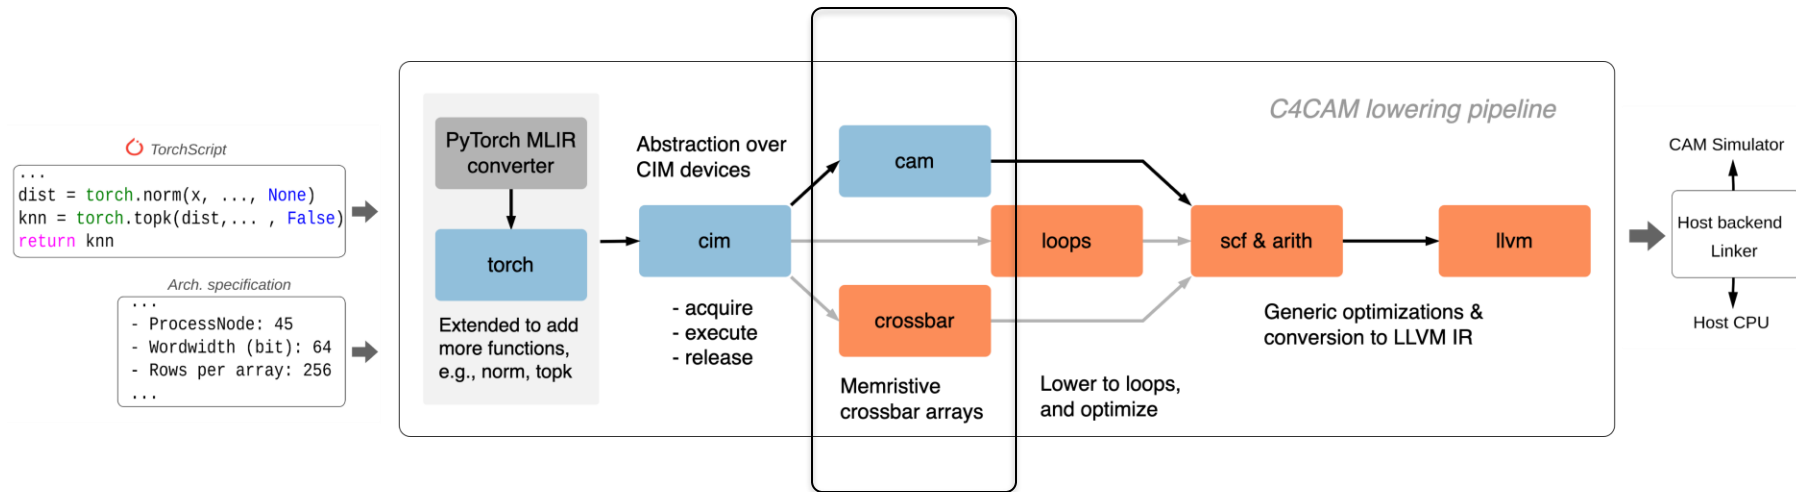 TorchScript
...
dist = torch.norm(x, ..., None)
knn = torch.topk(dist,... , False)
return knn
Arch. specification
...
- ProcessNode: 45
- Wordwidth (bit): 64
- Rows per array: 256
...
PyTorch MLIR
converter
torch
Extended to add
more functions,
e.g., norm, topk
Abstraction over
CIM devices
cim
- acquire
- execute
- release
cam
loops
crossbar
Memristive
crossbar arrays
Lower to loops,
and optimize
C4CAM lowering pipeline
scf & arith
llvm
Generic optimizations &
conversion to LLVM IR
CAM Simulator
Host backend
Linker
Host CPU